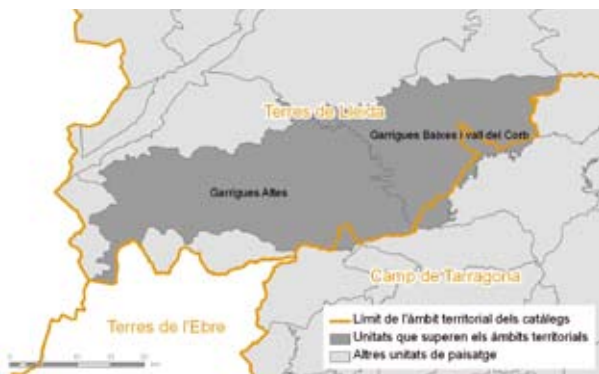 Terres de Lleida
Garrigues Baixes i vall del Corb
Garrigues Altes
Camp de Tarragona
Terres de l'Ebre
Límit de l'àmbit territorial dels catàlegs
Unitats que superen els àmbits territorials
Altres unitats de paisatge